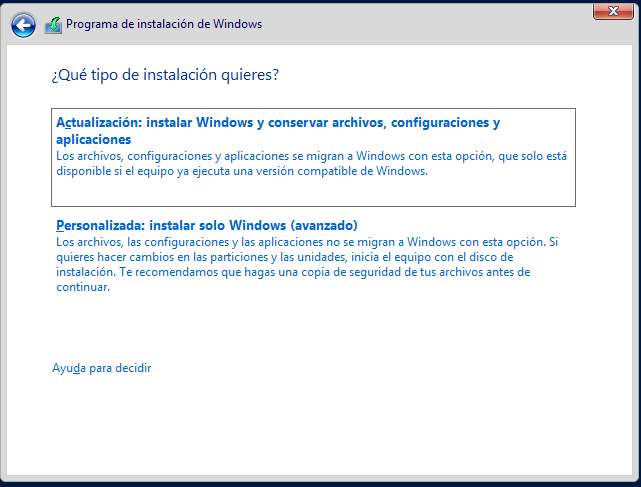 Programa de instalación de Windows
¿Qué tipo de instalación quieres?
Actualización: instalar Windows y conservar archivos, configuraciones y
aplicaciones
Los archivos, configuraciones y aplicaciones se migran a Windows con esta opción, que solo está
disponible si el equipo ya ejecuta una versión compatible de Windows.
Personalizada: instalar solo Windows (avanzado)
Los archivos, las configuraciones y las aplicaciones no se migran a Windows con esta opción. Si
quieres hacer cambios en las particiones y las unidades, inicia el equipo con el disco de
instalación. Te recomendamos que hagas una copia de seguridad de tus archivos antes de
continuar.
Ayuda para decidir